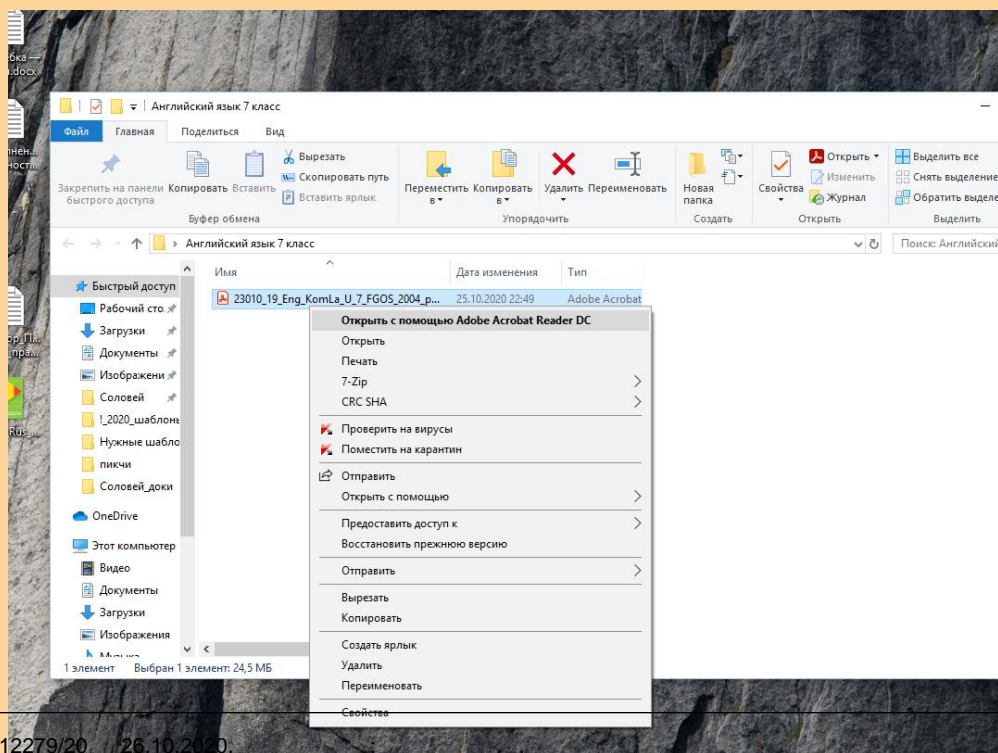 Английский язык 7 класс
Файл Главная Поделиться Вид
Закрепить на панели быстрого доступа
Копировать
Вставить
Вырезать
Скопировать путь
Вставить ярлык
Буфер обмена
Переместить в
Копировать в
Удалить
Переименовать
Упорядочить
Новая папка
Создать
Свойства
Открыть
Изменить
Журнал
Открыть
Выделить все
Снять выделение
Обратить выделе
Выделить
Английский язык 7 класс
Поиск: Английский
Имя Дата изменения Тип
23010_19_Eng_KomLa_U_7_FGOS_2004_p... 25.10.2020 22:49 Adobe Acrobat
Быстрый доступ
Рабочий сто
Загрузки
Документы
Изображени
Соловей
!_2020_шаблонь
Нужные шабло
пикчи
Соловей_доки
OneDrive
Этот компьютер
Видео
Документы
Загрузки
Изображения
Музыка
1 элемент Выбран 1 элемент: 24,5 МБ
Открыть с помощью Adobe Acrobat Reader DC
Открыть
Печать
7-Zip
CRC SHA
Проверить на вирусы
Поместить на карантин
Отправить
Открыть с помощью
Предоставить доступ к
Восстановить прежнюю версию
Отправить
Вырезать
Копировать
Создать ярлык
Удалить
Переименовать
Свойства
12279/20 26.10.2020.